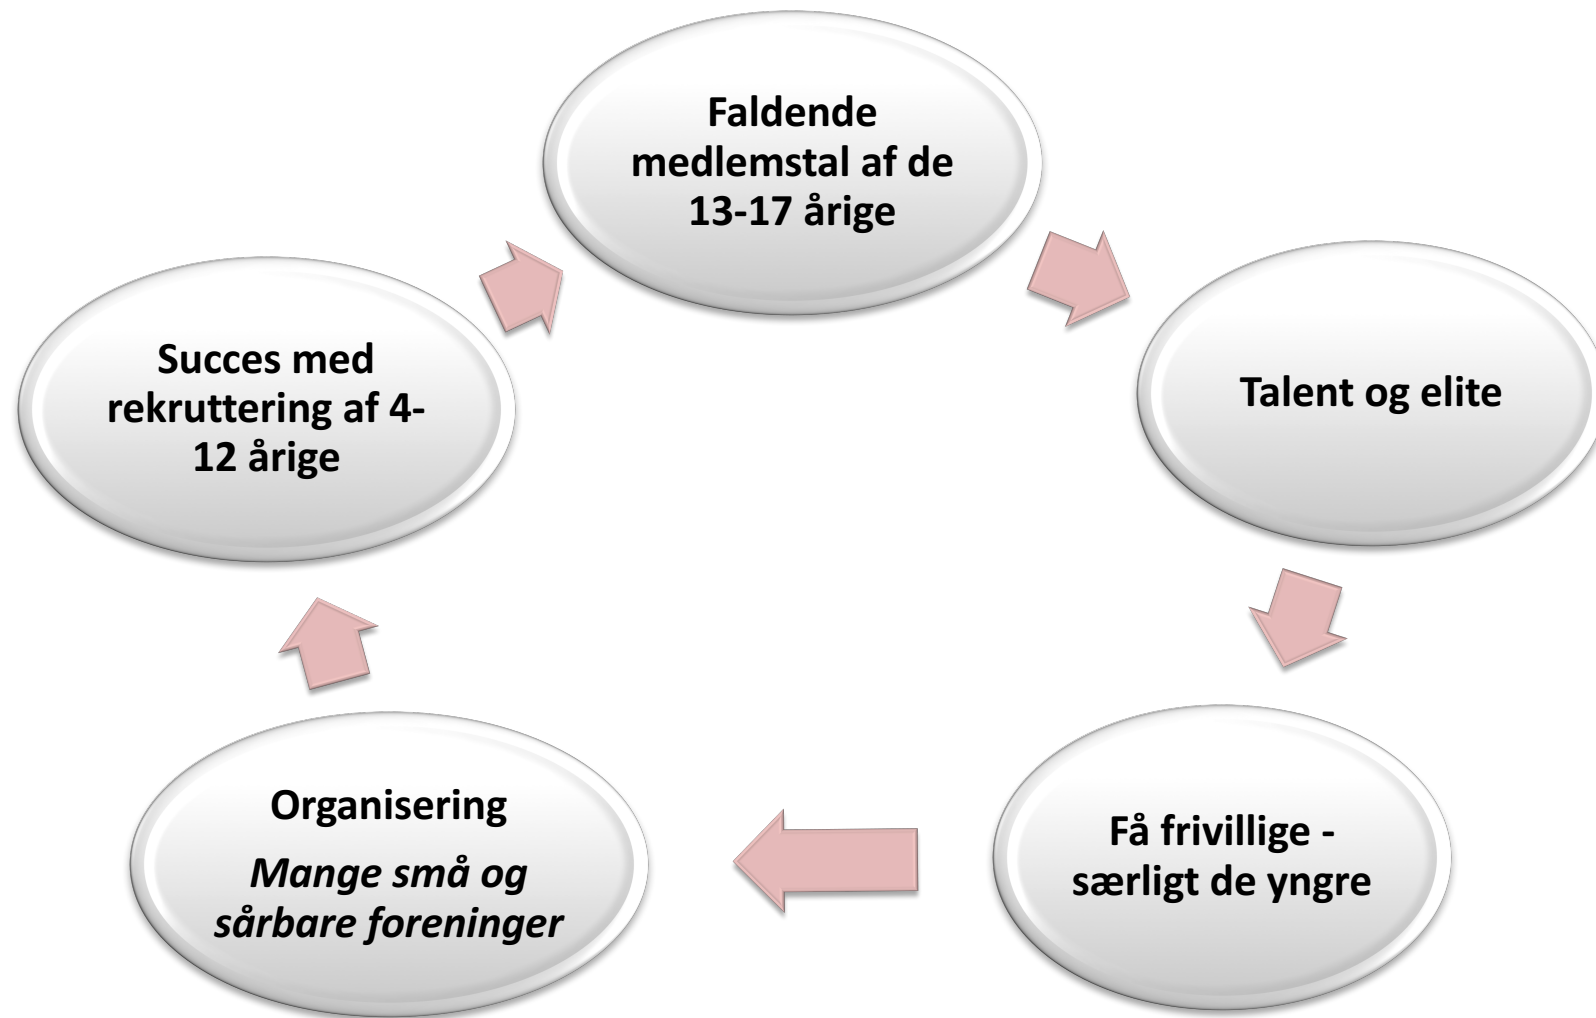 Faldende
medlemstal af de
13-17 årige
Talent og elite
Få frivillige -
særligt de yngre
Organisering
Mange små og
sårbare foreninger
Succes med
rekruttering af 4-
12 årige